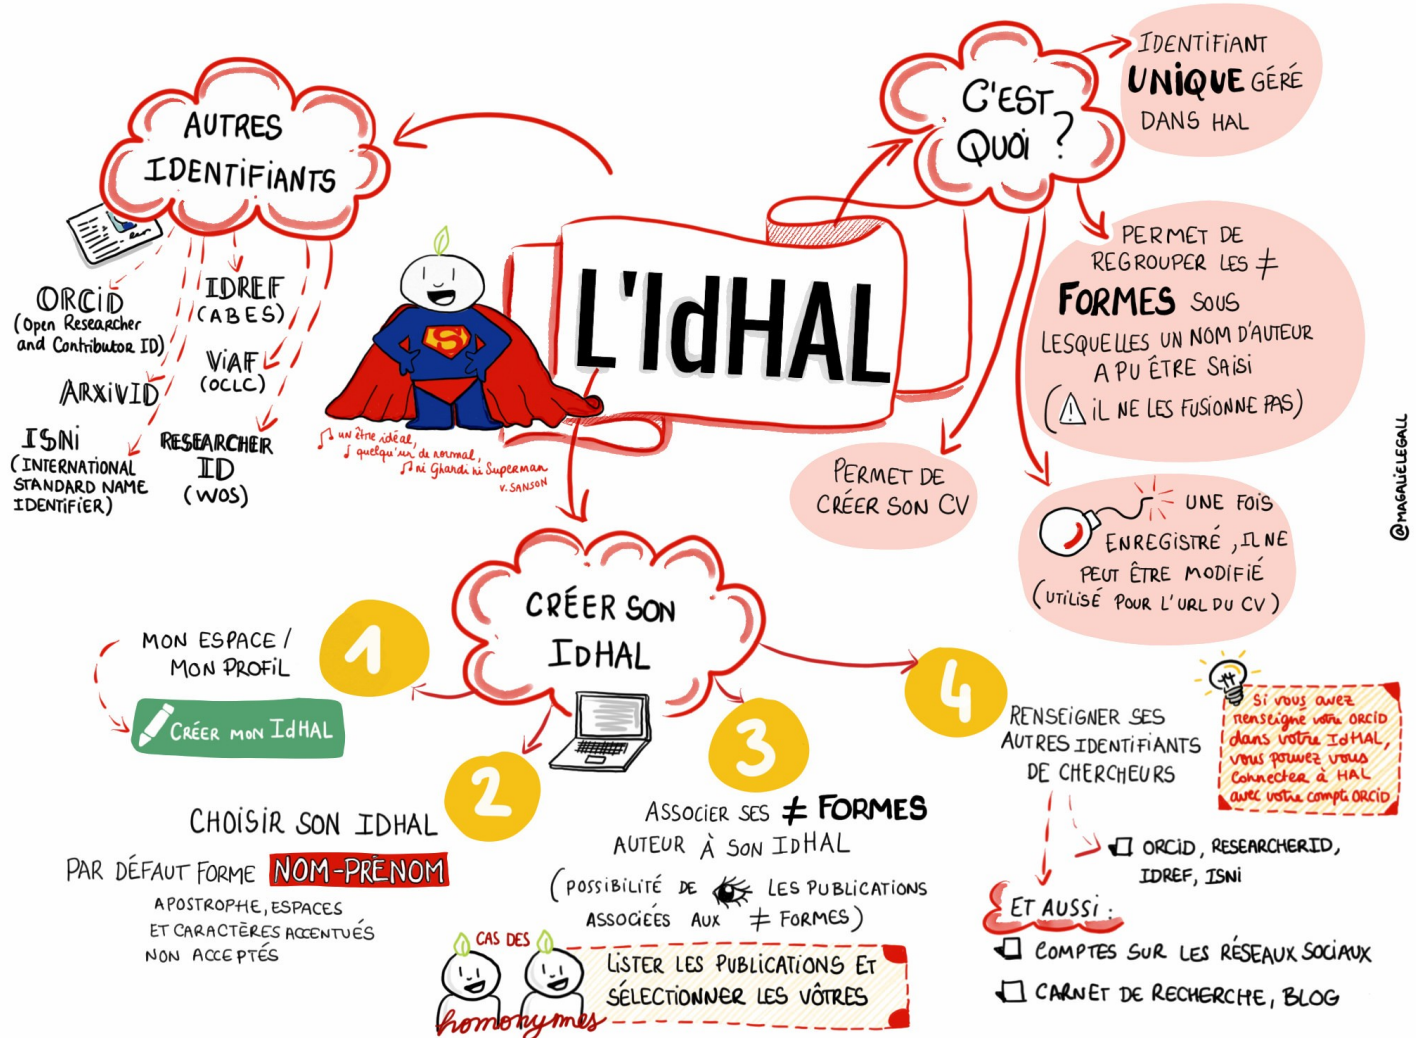 L'IdHAL
C'EST
QUOI ?
IDENTIFIANT
UNIQUE GÉRÉ
DANS HAL
PERMET DE
REGROUPER LES ≠
FORMES SOUS
LESQUELLES UN NOM D'AUTEUR
A PU ÊTRE SAISI
(⚠ IL NE LES FUSIONNE PAS)
UNE FOIS
ENREGISTRÉ, IL NE
PEUT ÊTRE MODIFIÉ
(UTILISÉ POUR L'URL DU CV)
PERMET DE
CRÉER SON CV
AUTRES
IDENTIFIANTS
ORCID
(Open Researcher
and Contributor ID)
ARXIVID
ISNI
(INTERNATIONAL
STANDARD NAME
IDENTIFIER)
IDREF
(ABES)
VIAF
(OCLC)
RESEARCHER
ID
(WOS)
S
un être idéal,
quelqu'un de normal,
ni Ghandi ni Superman
V. SANSON
CRÉER SON
IDHAL
1
MON ESPACE /
MON PROFIL
CRÉER MON IdHAL
2
CHOISIR SON IDHAL
PAR DÉFAUT FORME NOM-PRÉNOM
APOSTROPHE, ESPACES
ET CARACTÈRES ACCENTUÉS
NON ACCEPTÉS
3
ASSOCIER SES ≠ FORMES
AUTEUR À SON IDHAL
(POSSIBILITÉ DE LES PUBLICATIONS
ASSOCIÉES AUX ≠ FORMES)
CAS DES
homonymes
LISTER LES PUBLICATIONS ET
SÉLECTIONNER LES VÔTRES
4
RENSEIGNER SES
AUTRES IDENTIFIANTS
DE CHERCHEURS
ORCID, RESEARCHERID,
IDREF, ISNI
ET AUSSI :
COMPTES SUR LES RÉSEAUX SOCIAUX
CARNET DE RECHERCHE, BLOG
Si vous avez
renseigné votre ORCID
dans votre IdHAL,
vous pouvez vous
connecter à HAL
avec votre compte ORCID
@MAGALIELEGALL